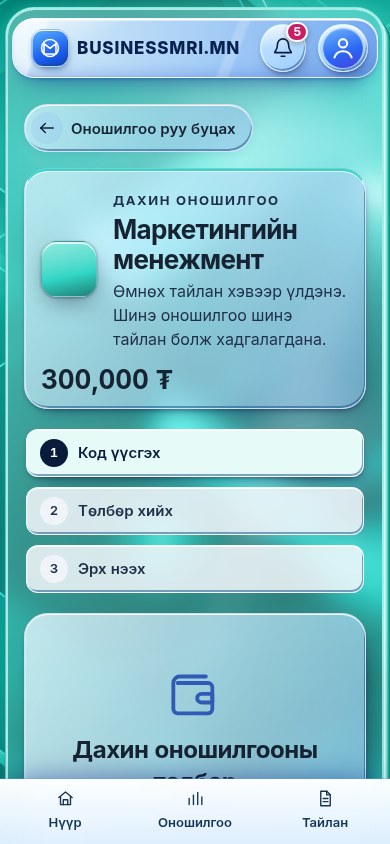 BUSINESSMRI.MN
5
Оношилгоо руу буцах
ДАХИН ОНОШИЛГОО
Маркетингийн
менежмент
Өмнөх тайлан хэвээр үлдэнэ.
Шинэ оношилгоо шинэ
тайлан болж хадгалагдана.
300,000 ₮
1 Код үүсгэх
2 Төлбөр хийх
3 Эрх нээх
Дахин оношилгооны
Нүүр
Оношилгоо
Тайлан